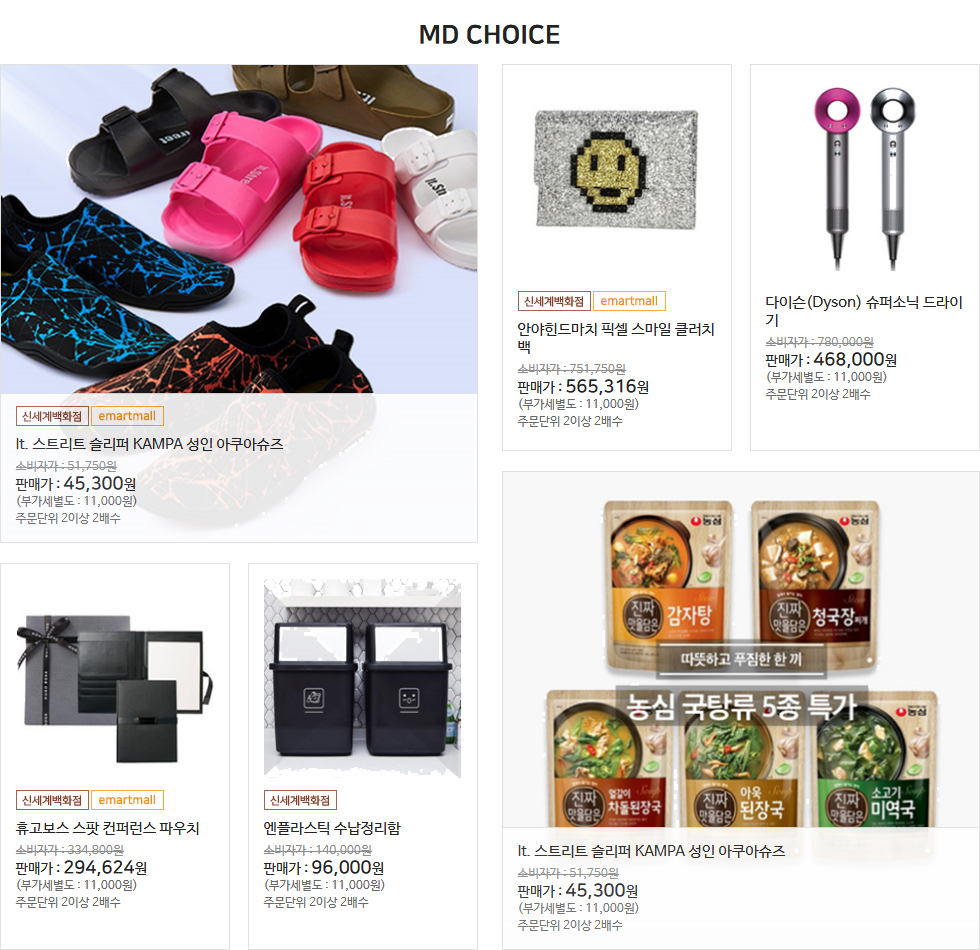 MD CHOICE
treet
It.Stre
It.St
It.Stri
신세계백화점 emartmall
It. 스트리트 슬리퍼 KAMPA 성인 아쿠아슈즈
소비자가 : 51,750원
판매가 : 45,300원
(부가세별도 : 11,000원)
주문단위 2이상 2배수
신세계백화점 emartmall
안야힌드마치 픽셀 스마일 클러치
백
소비자가 : 751,750원
판매가 : 565,316원
(부가세별도 : 11,000원)
주문단위 2이상 2배수
다이슨(Dyson) 슈퍼소닉 드라이
기
소비자가 : 780,000원
판매가 : 468,000원
(부가세별도 : 11,000원)
주문단위 2이상 2배수
신세계백화점 emartmall
휴고보스 스팟 컨퍼런스 파우치
소비자가 : 334,800원
판매가 : 294,624원
(부가세별도 : 11,000원)
주문단위 2이상 2배수
신세계백화점
엔플라스틱 수납정리함
소비자가 : 140,000원
판매가 : 96,000원
(부가세별도 : 11,000원)
주문단위 2이상 2배수
농심
농심
진짜
맛을담은
감자탕
진짜
맛을담은
청국장찌개
따뜻하고 푸짐한 한 끼
농심 국탕류 5종 특가
농심
진짜
맛을담은
얼갈이
차돌된장국
진짜
맛을담은
아욱
된장국
진짜
맛을담은
소고기
미역국
It. 스트리트 슬리퍼 KAMPA 성인 아쿠아슈즈
소비자가 : 51,750원
판매가 : 45,300원
(부가세별도 : 11,000원)
주문단위 2이상 2배수